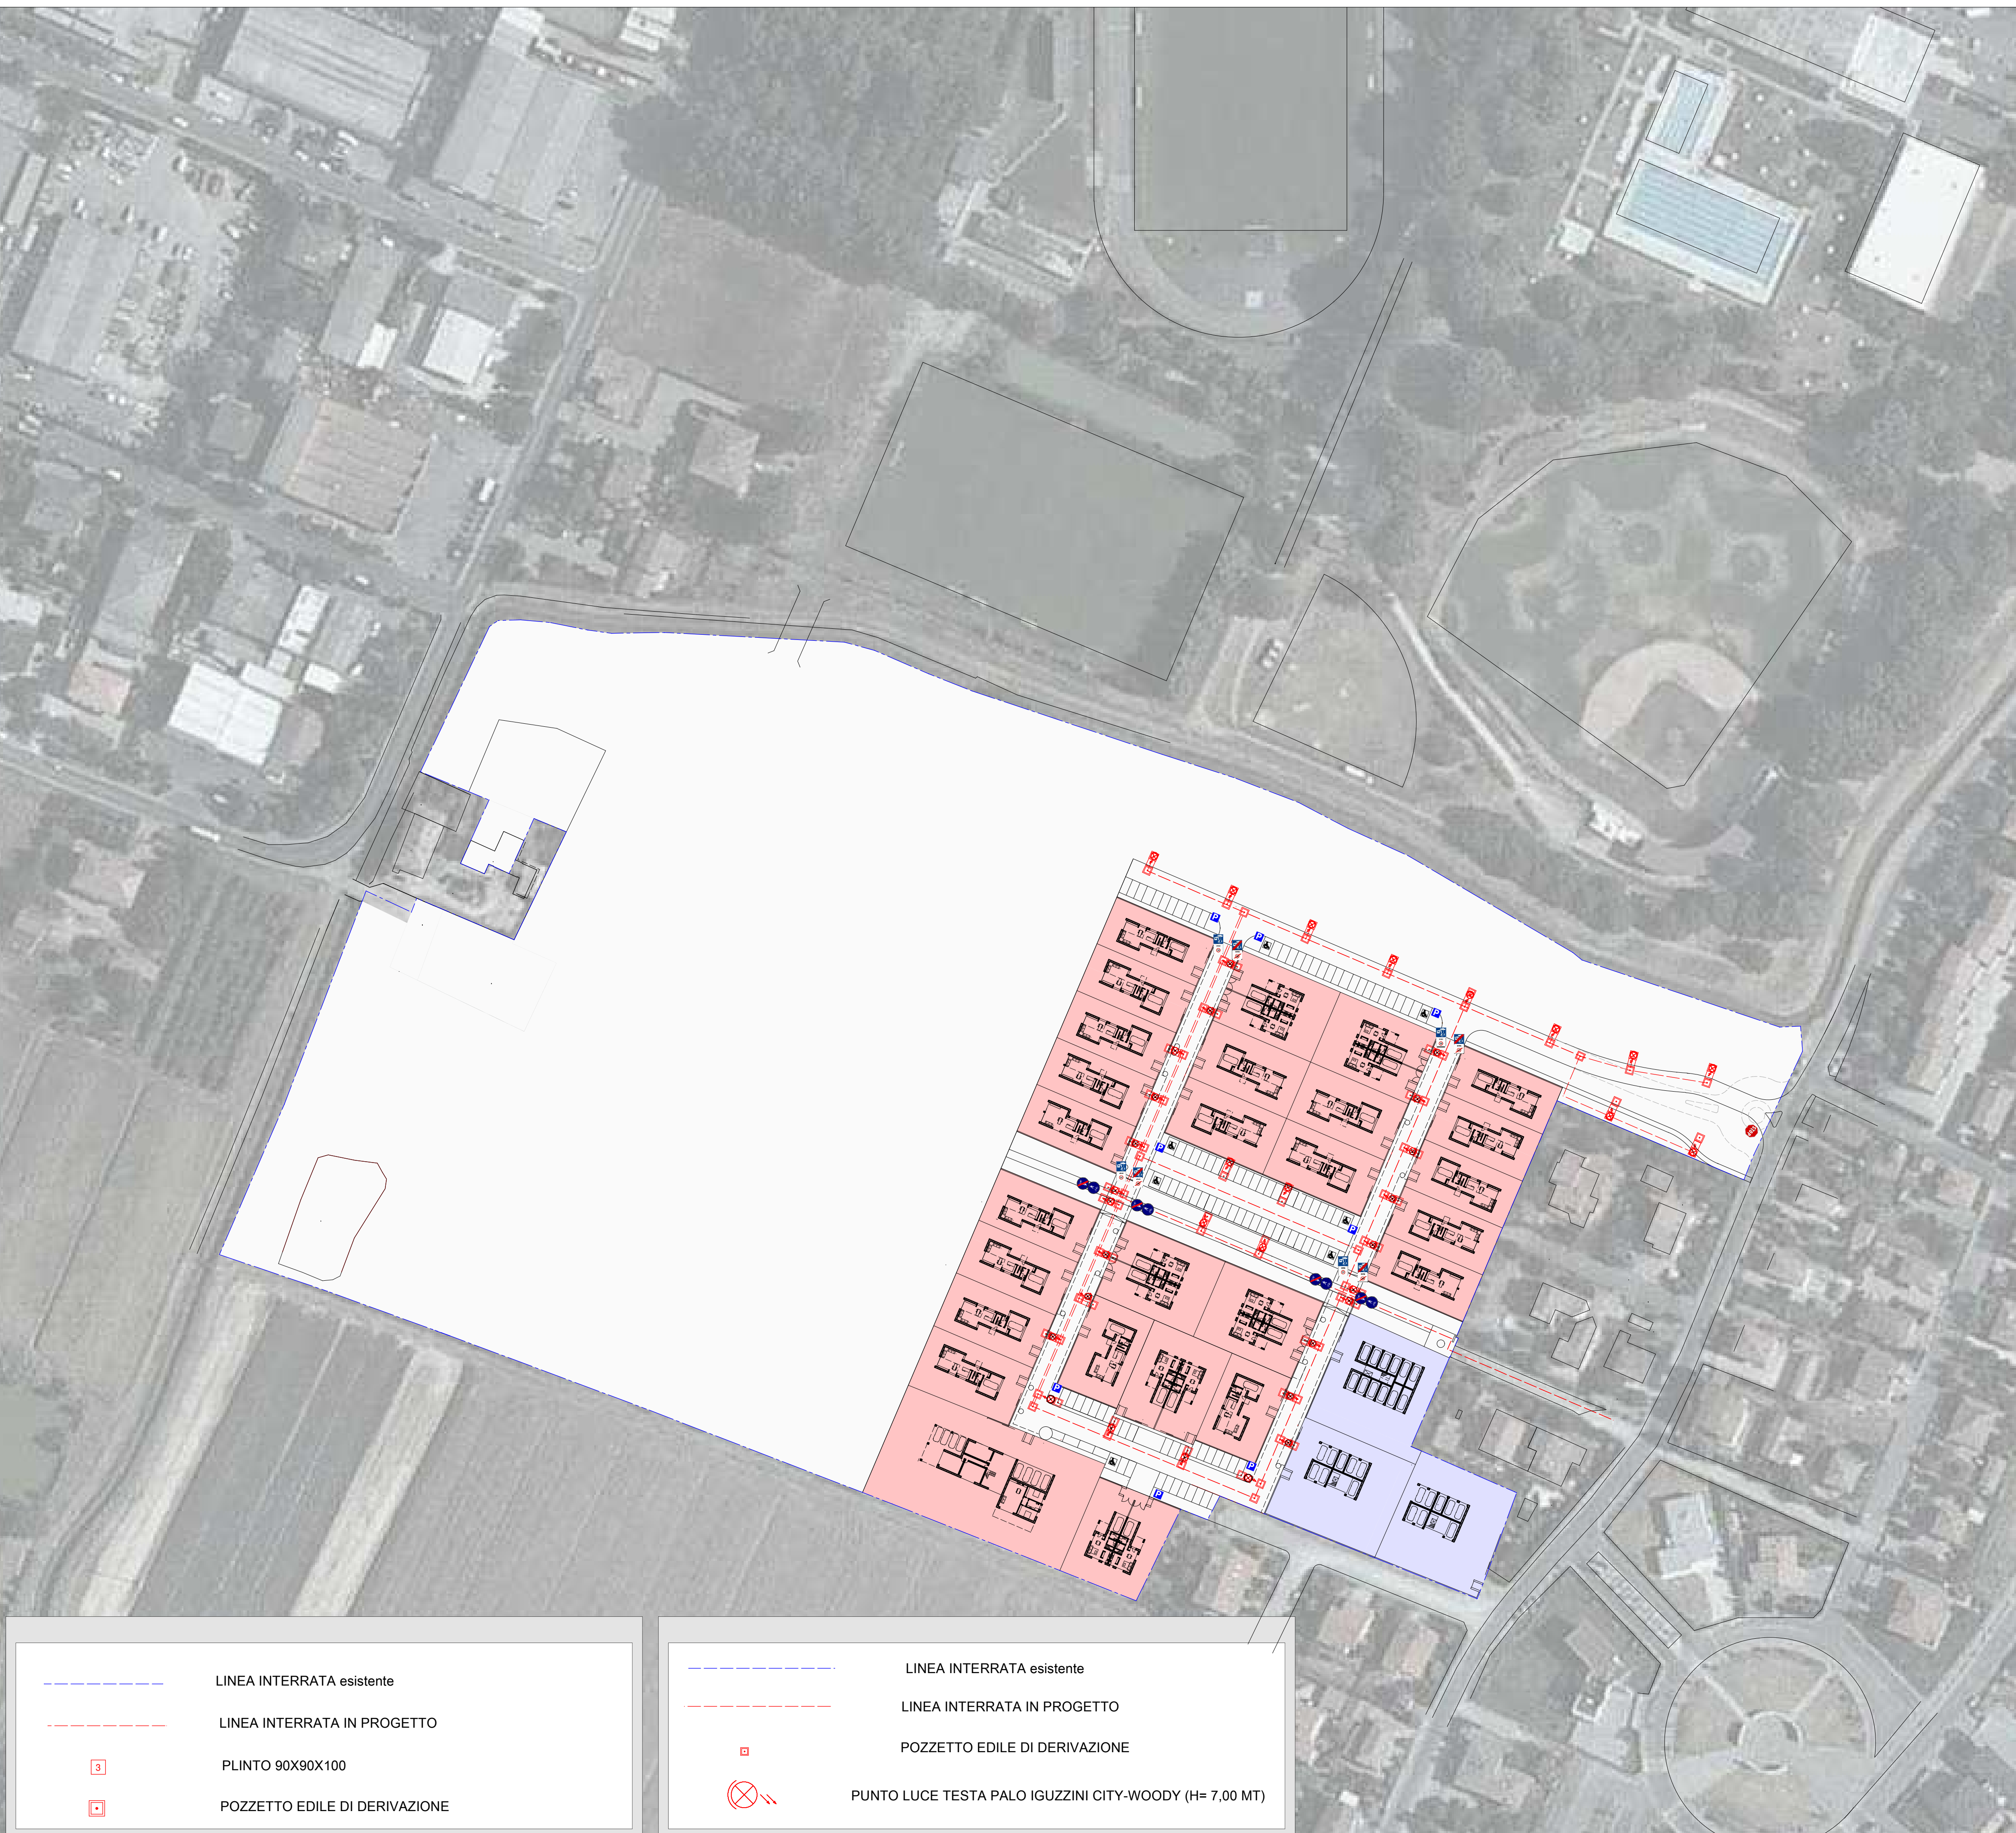 P
P
P
P
P
P
P
P
LINEA INTERRATA esistente
LINEA INTERRATA IN PROGETTO
3
PLINTO 90X90X100
POZZETTO EDILE DI DERIVAZIONE
LINEA INTERRATA esistente
LINEA INTERRATA IN PROGETTO
POZZETTO EDILE DI DERIVAZIONE
PUNTO LUCE TESTA PALO IGUZZINI CITY-WOODY (H= 7,00 MT)